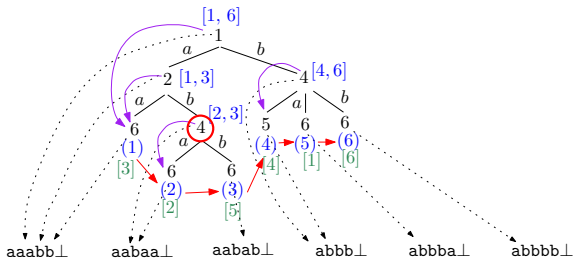 [1, 6]
1
a b
2 [1, 3] 4 [4, 6]
a b a b
6 4 [2, 3] 5 6 6
(1) a b (4) (5) (6)
[3] 6 6 [4] [1] [6]
(2) (3)
[2] [5]
aaabb⊥ aabaa⊥ aabab⊥ abbb⊥ abbba⊥ abbbb⊥